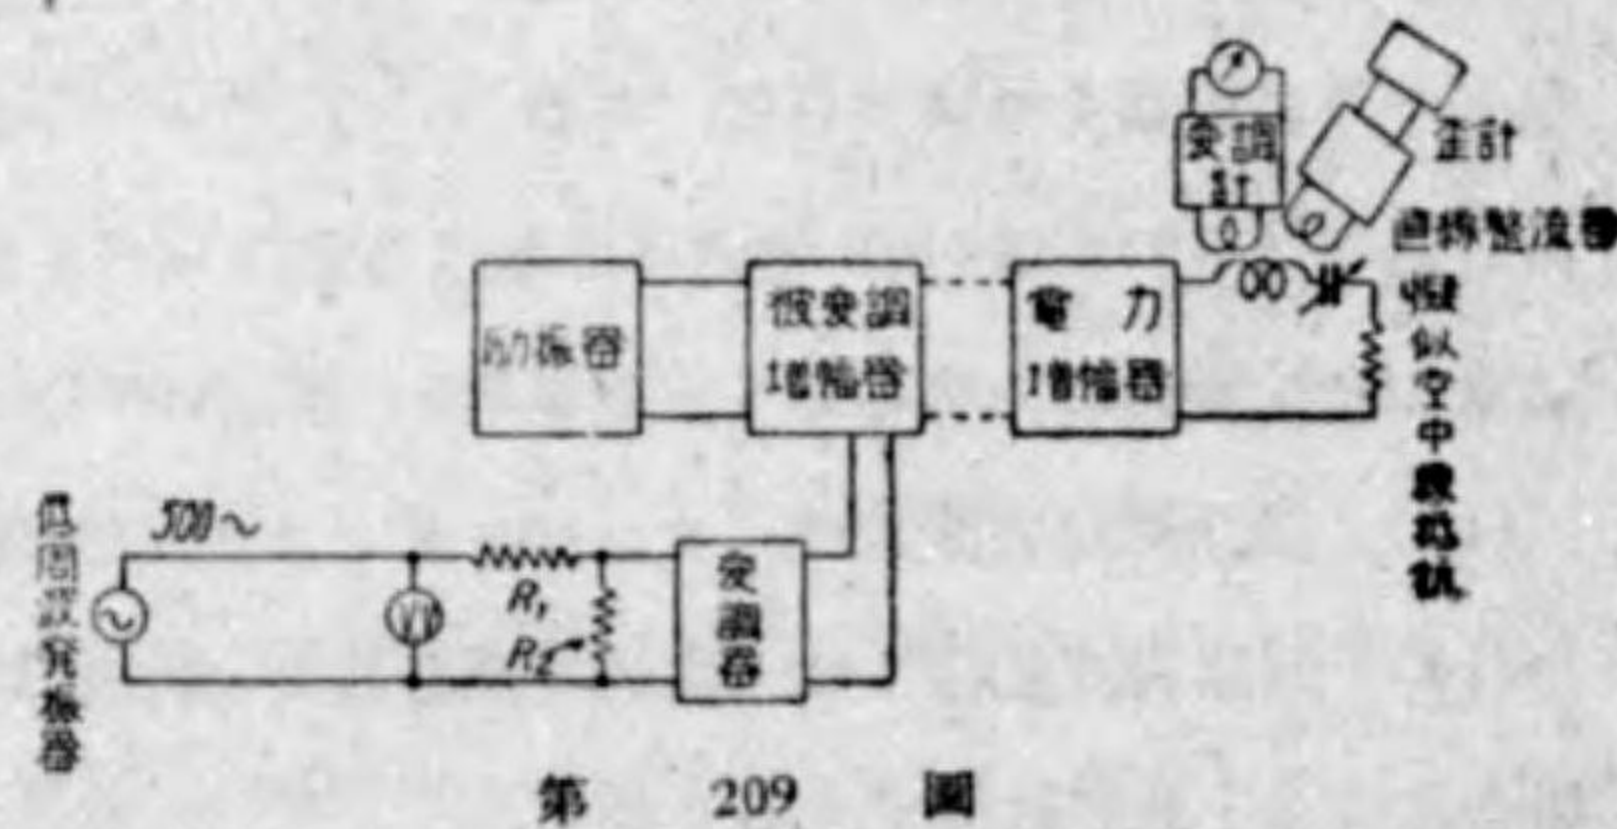 変調
計
歪計
直線整流器
励振器
被変調
増幅器
電力
増幅器
擬似空中線抵抗
低周波発振器
500～
R₁
R₂
変調器
第 209 圖